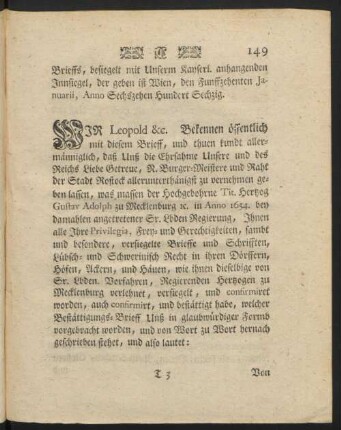 149
Brieffs, besigelt mit Unserm Kayserl. anhangenden
Innsiegel, der geben ist Wien, den Funffzehenten Ja-
nuarii, Anno Sechszehen Hundert Sechzig.
WIR Leopold &c. Bekennen öffentlich
mit diesem Brieff, und thuen kundt aller-
männiglich, daß Unß die Ehrsahme Unsere und des
Reichs Liebe Getreue, N. Burger-Meistere und Raht
der Stadt Rostock allerunterthänigst zu vernehmen ge-
ben lassen, was massen der Hochgebohrne Tit. Hertzog
Gustav Adolph zu Mecklenburg ꝛc. in Anno 1654. bey
damahlen angetretener Sr. Lbden Regierung, Ihnen
alle Ihre Privilegia, Frey- und Gerechtigkeiten, sambt
und besondere, versiegelte Brieffe und Schrifften,
Lübsch- und Schwerinisch Recht in ihren Dörffern,
Höfen, Ackern, und Häuen, wie ihnen dieselbige von
Sr. Lbden. Vorfahren, Regierenden Hertzogen zu
Mecklenburg verlehnet, versiegelt, und confirmiret
worden, auch confirmirt, und bestättigt habe, welcher
Bestättigungs-Brieff Unß in glaubwürdiger Formb
vorgebracht worden, und von Wort zu Wort hernach
geschrieben stehet, und also lautet:
T 3
Von